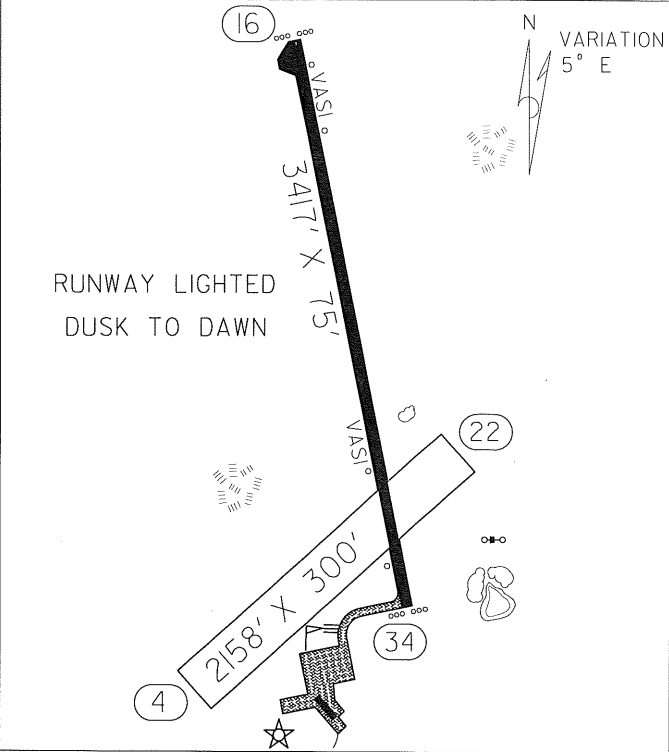 16
N
VARIATION
5° E
VASI
3417' X 75'
RUNWAY LIGHTED
DUSK TO DAWN
VASI
22
2158' X 300'
34
4